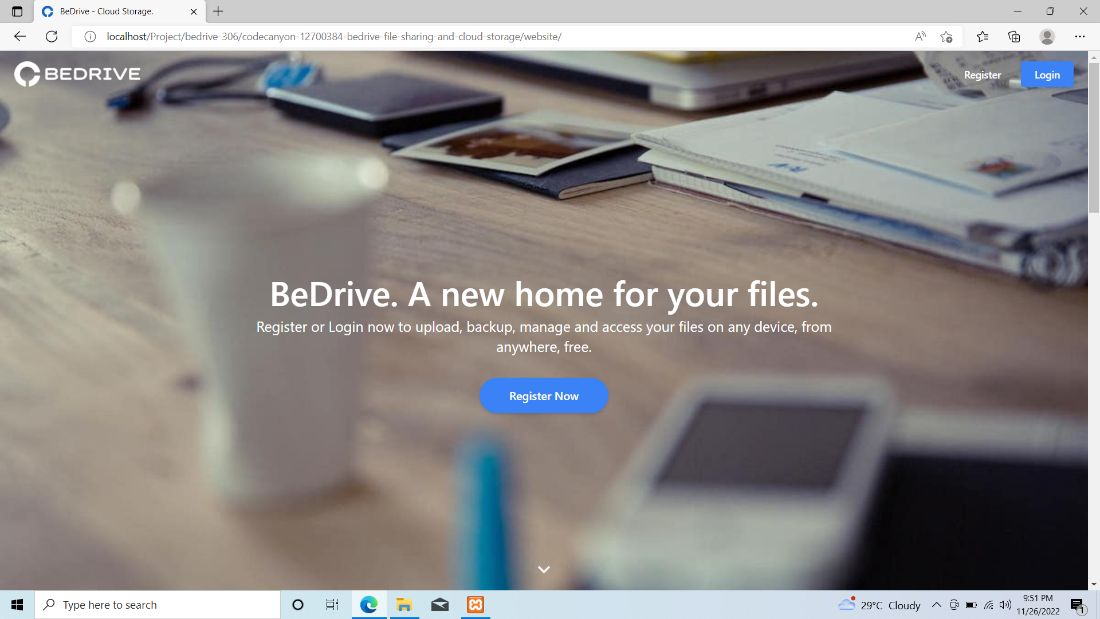 BeDrive - Cloud Storage.
localhost/Project/bedrive-306/codecanyon-12700384-bedrive-file-sharing-and-cloud-storage/website/
BEDRIVE
Register
Login
BeDrive. A new home for your files.
Register or Login now to upload, backup, manage and access your files on any device, from
anywhere, free.
Register Now
Type here to search
29°C Cloudy
9:51 PM
11/26/2022
1